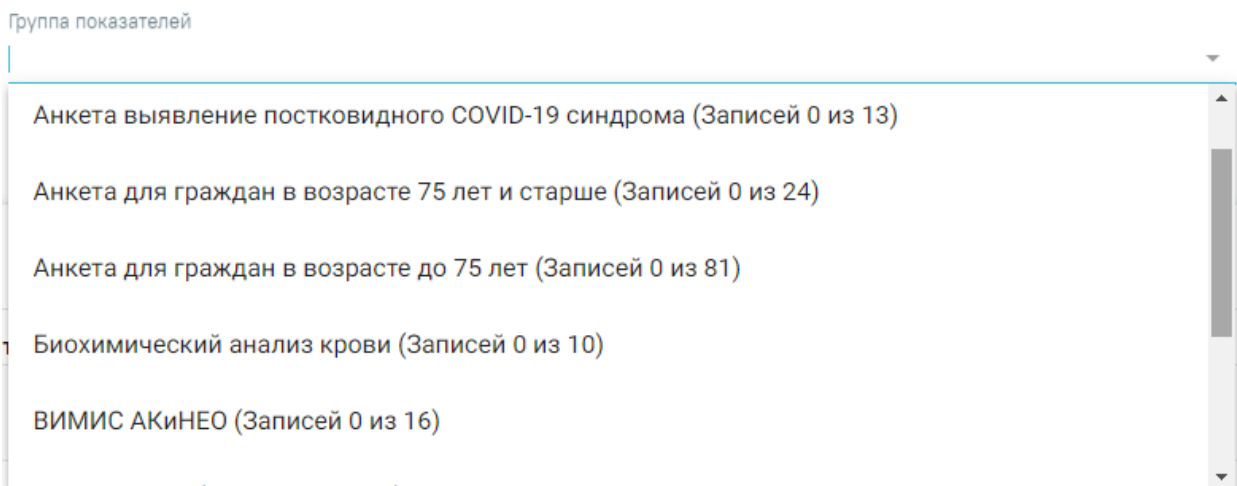 Группа показателей
Анкета выявление постковидного COVID-19 синдрома (Записей 0 из 13)
Анкета для граждан в возрасте 75 лет и старше (Записей 0 из 24)
Анкета для граждан в возрасте до 75 лет (Записей 0 из 81)
Биохимический анализ крови (Записей 0 из 10)
ВИМИС АКиНЕО (Записей 0 из 16)